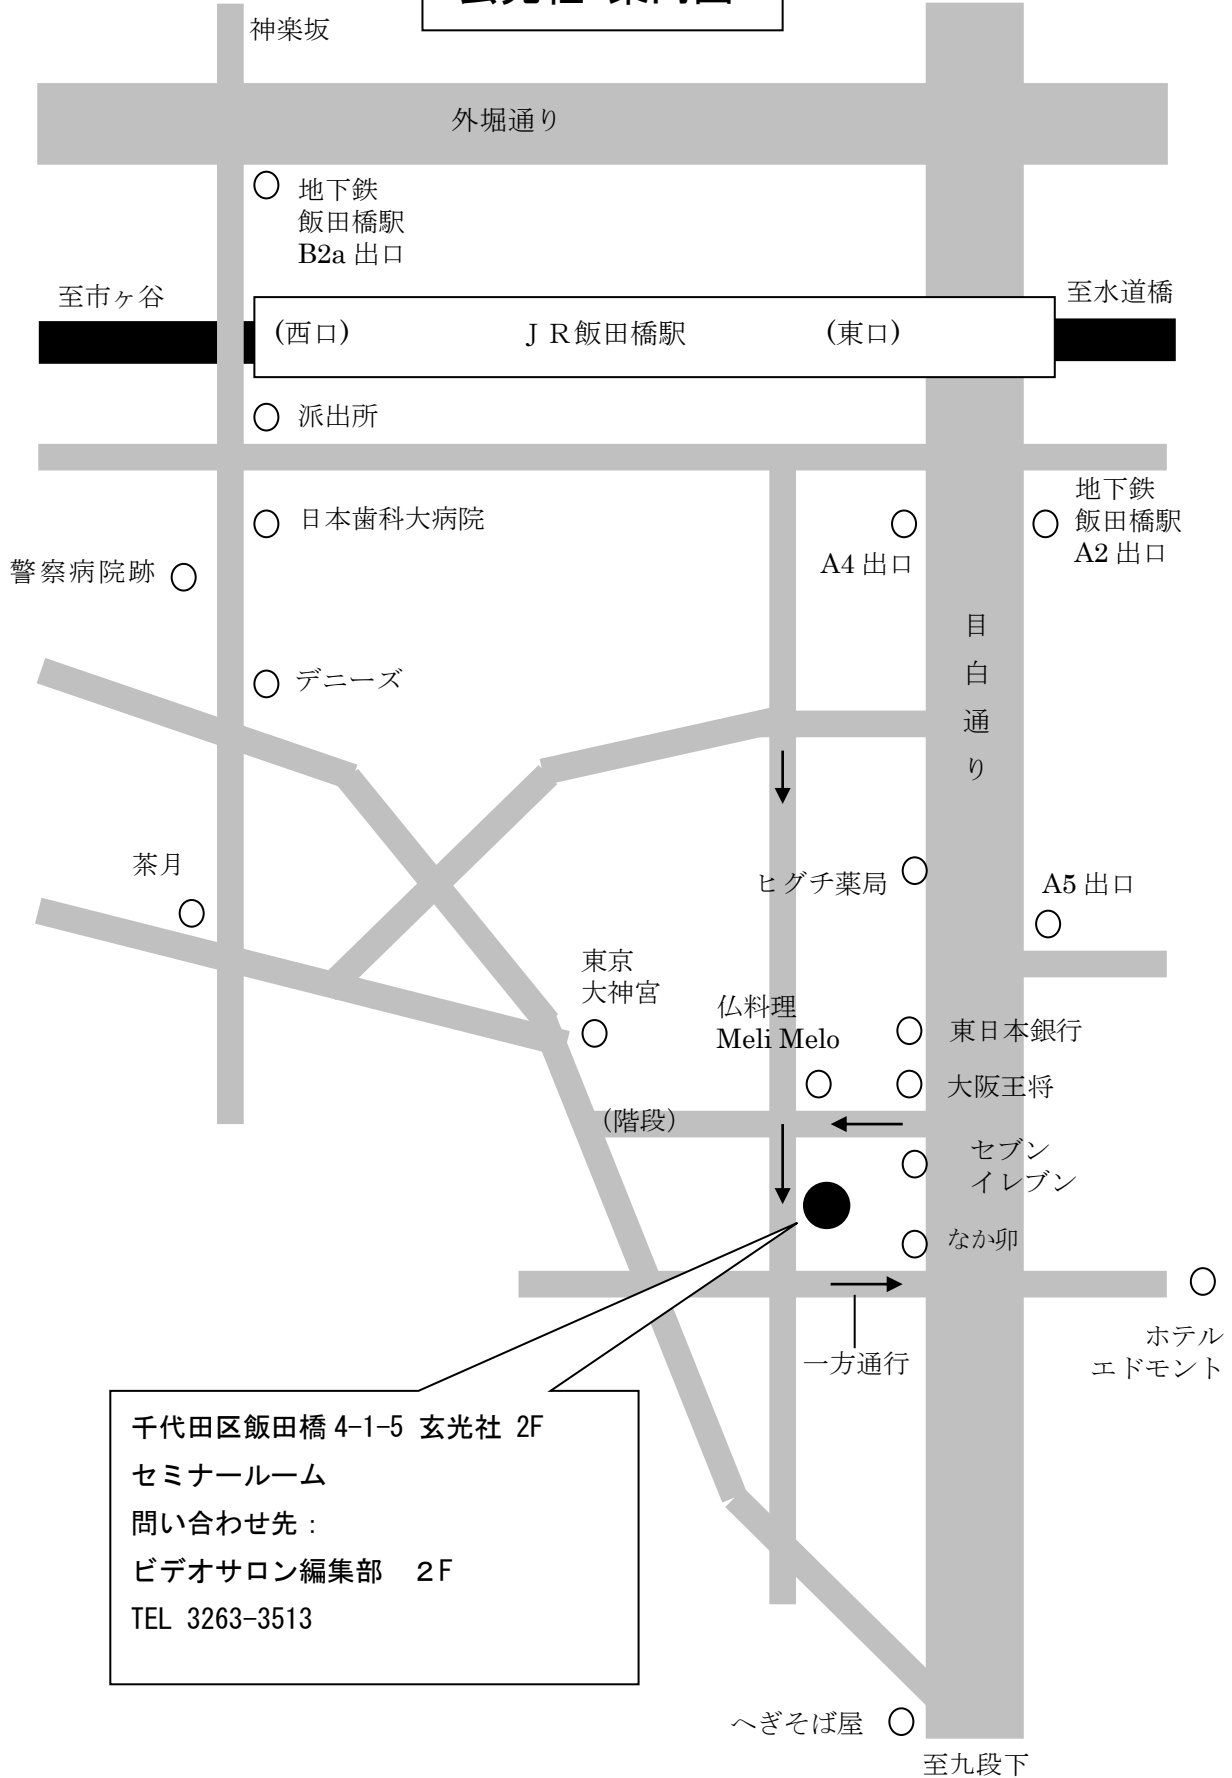 玄光社 案内図
神楽坂
外堀通り
地下鉄
飯田橋駅
B2a 出口
至市ヶ谷
至水道橋
(西口) ＪＲ飯田橋駅 (東口)
派出所
地下鉄
飯田橋駅
A2 出口
日本歯科大病院
A4 出口
警察病院跡
目白通り
デニーズ
茶月
ヒグチ薬局
A5 出口
東京
大神宮
仏料理
Meli Melo
東日本銀行
大阪王将
(階段)
セブン
イレブン
なか卯
ホテル
エドモント
一方通行
千代田区飯田橋 4-1-5 玄光社 2F
セミナールーム
問い合わせ先：
ビデオサロン編集部　２F
TEL 3263-3513
へぎそば屋
至九段下